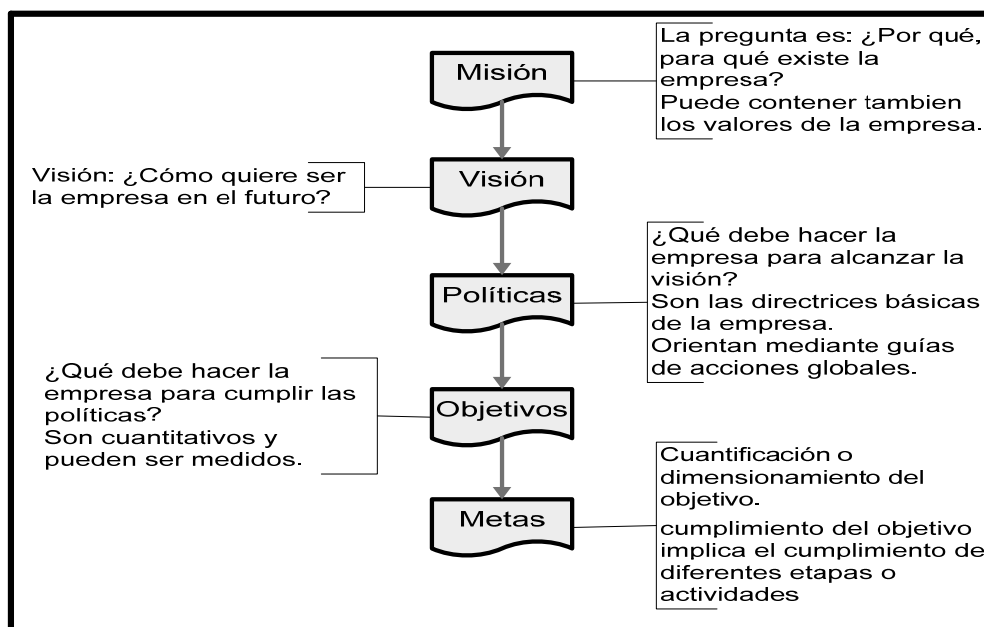 Misión
La pregunta es: ¿Por qué,
para qué existe la
empresa?
Puede contener tambien
los valores de la empresa.
Visión: ¿Cómo quiere ser
la empresa en el futuro?
Visión
Políticas
¿Qué debe hacer la
empresa para alcanzar la
visión?
Son las directrices básicas
de la empresa.
Orientan mediante guías
de acciones globales.
¿Qué debe hacer la
empresa para cumplir las
políticas?
Son cuantitativos y
pueden ser medidos.
Objetivos
Metas
Cuantificación o
dimensionamiento del
objetivo.
cumplimiento del objetivo
implica el cumplimiento de
diferentes etapas o
actividades